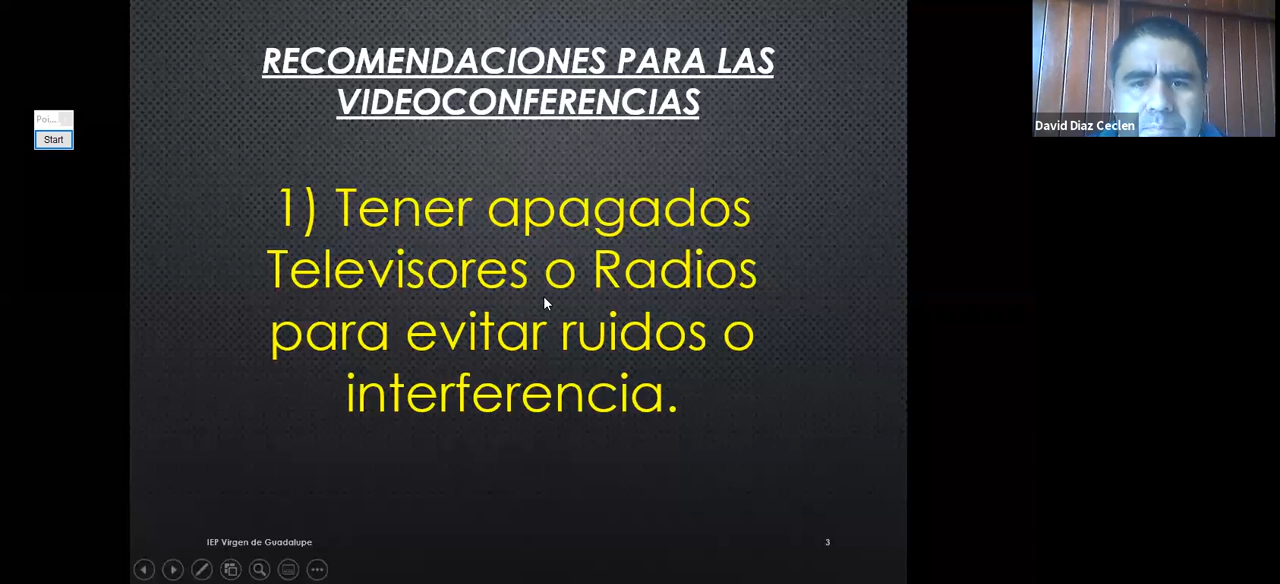 RECOMENDACIONES PARA LAS
VIDEOCONFERENCIAS
Poi...
Start
David Diaz Ceclen
1) Tener apagados
Televisores o Radios
para evitar ruidos o
interferencia.
IEP Virgen de Guadalupe
3